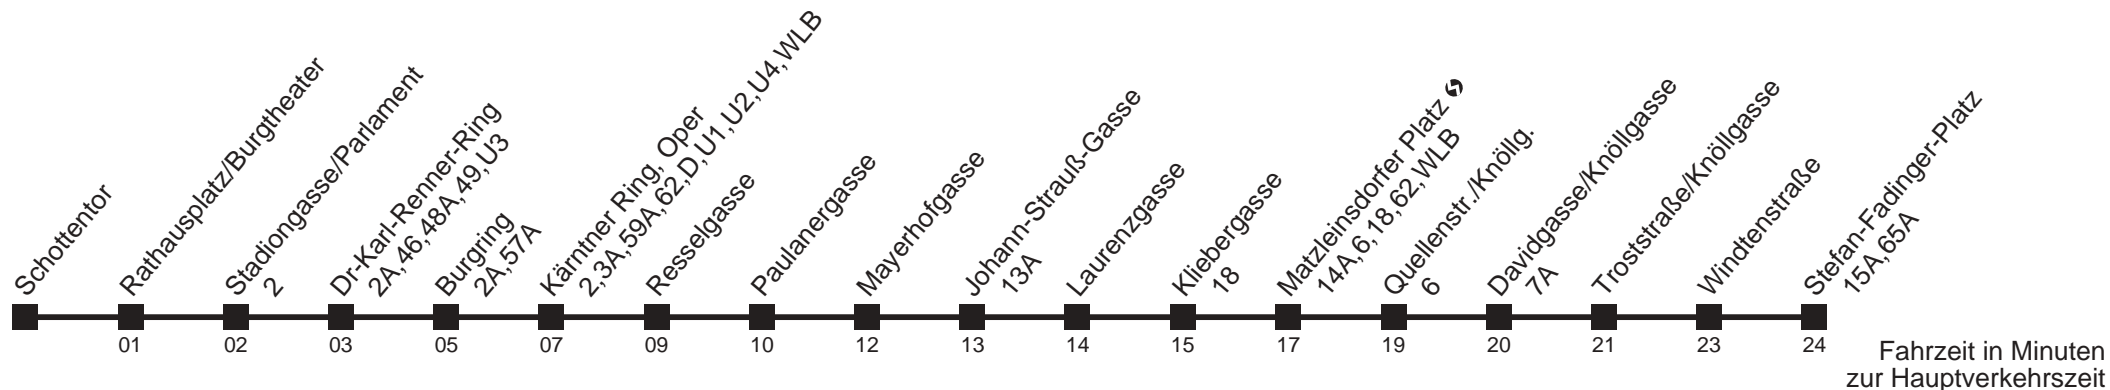 Schottentor
Rathausplatz/Burgtheater
Stadiongasse/Parlament
2
Dr-Karl-Renner-Ring
2A,46,48A,49,U3
Burgring
2A,57A
Kärntner Ring, Oper
2,3A,59A,62,D,U1,U2,U4,WLB
Resselgasse
Paulanergasse
Mayerhofgasse
Johann-Strauß-Gasse
13A
Laurenzgasse
Kliebergasse
18
Matzleinsdorfer Platz
14A,6,18,62,WLB
Quellenstr./Knöllg.
6
Davidgasse/Knöllgasse
7A
Troststraße/Knöllgasse
Windtenstraße
Stefan-Fadinger-Platz
15A,65A
01 02 03 05 07 09 10 12 13 14 15 17 19 20 21 23 24
Fahrzeit in Minuten
zur Hauptverkehrszeit